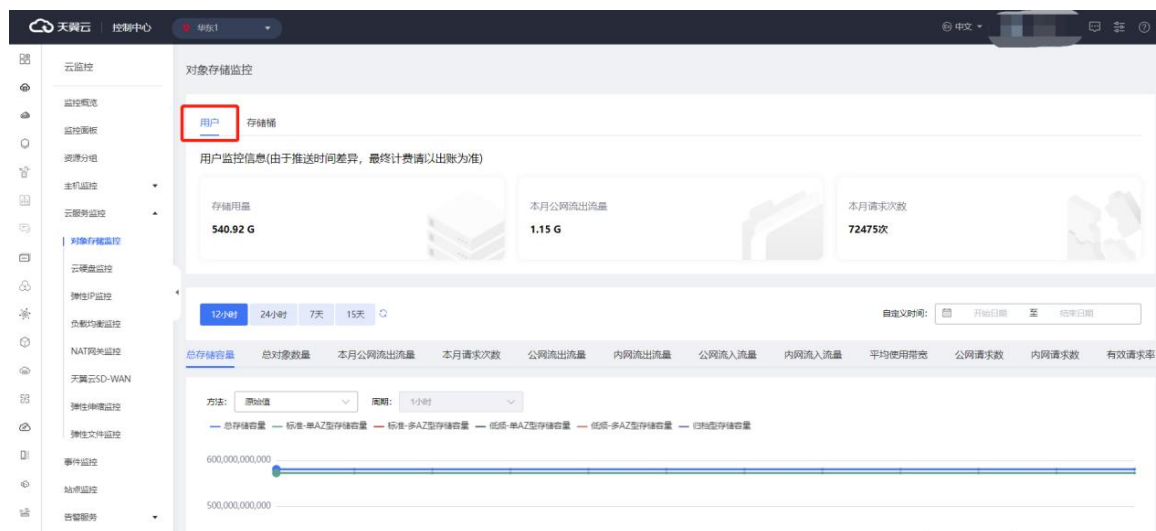 天翼云 控制中心 华东1 中文
云监控
监控概览
监控面板
资源分组
主机监控
云服务监控
对象存储监控
云硬盘监控
弹性IP监控
负载均衡监控
NAT网关监控
天翼云SD-WAN
弹性伸缩监控
弹性文件监控
事件监控
站点监控
告警服务
对象存储监控
用户 存储桶
用户监控信息(由于推送时间差异，最终计费请以出账为准)
存储用量
540.92 G
本月公网流出流量
1.15 G
本月请求次数
72475次
12小时 24小时 7天 15天 自定义时间: 开始日期 至 结束日期
总存储容量 总对象数量 本月公网流出流量 本月请求次数 公网流出流量 内网流出流量 公网流入流量 内网流入流量 平均使用带宽 公网请求数 内网请求数 有效请求率
方法: 原始值 周期: 1小时
总存储容量 标准-单AZ型存储容量 标准-多AZ型存储容量 低频-单AZ型存储容量 低频-多AZ型存储容量 归档型存储容量
600,000,000,000
500,000,000,000